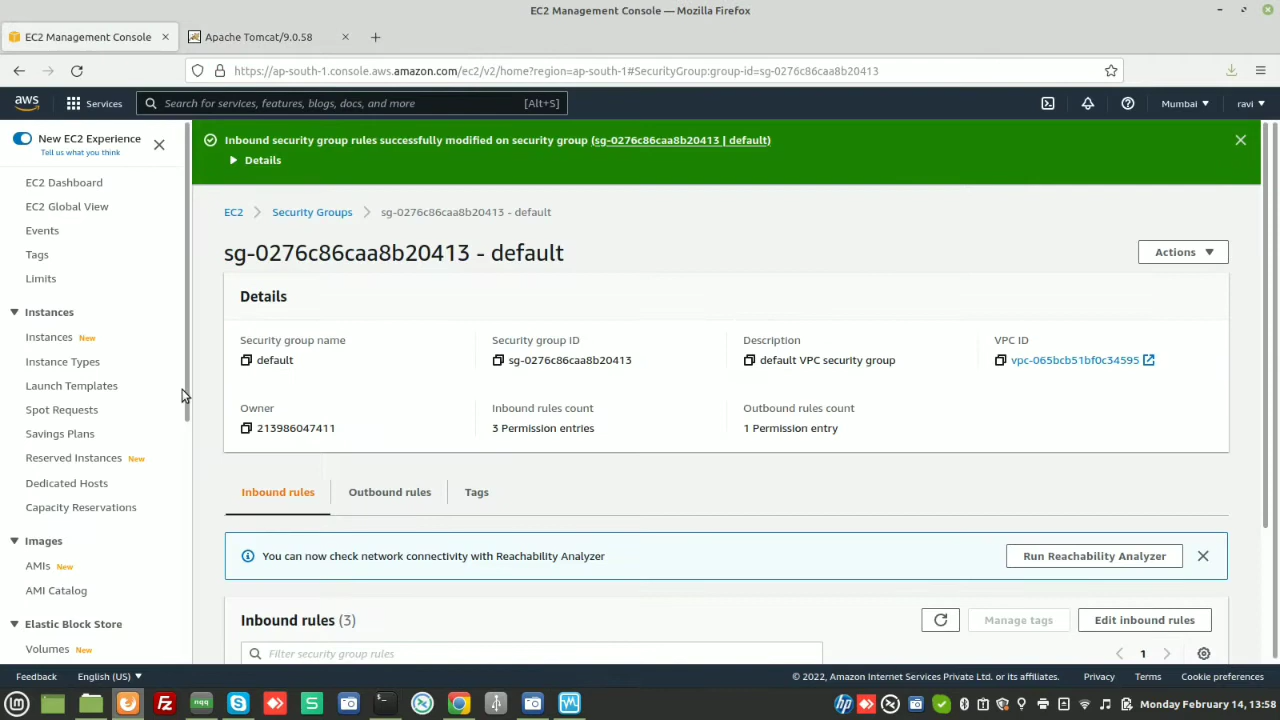 EC2 Management Console — Mozilla Firefox
EC2 Management Console
Apache Tomcat/9.0.58
https://ap-south-1.console.aws.amazon.com/ec2/v2/home?region=ap-south-1#SecurityGroup:group-id=sg-0276c86caa8b20413
aws
Services
Search for services, features, blogs, docs, and more
[Alt+S]
Mumbai
ravi
New EC2 Experience
Tell us what you think
EC2 Dashboard
EC2 Global View
Events
Tags
Limits
Instances
Instances New
Instance Types
Launch Templates
Spot Requests
Savings Plans
Reserved Instances New
Dedicated Hosts
Capacity Reservations
Images
AMIs New
AMI Catalog
Elastic Block Store
Volumes New
Inbound security group rules successfully modified on security group (sg-0276c86caa8b20413 | default)
Details
EC2
Security Groups
sg-0276c86caa8b20413 - default
sg-0276c86caa8b20413 - default
Actions
Details
Security group name
default
Security group ID
sg-0276c86caa8b20413
Description
default VPC security group
VPC ID
vpc-065bcb51bf0c34595
Owner
213986047411
Inbound rules count
3 Permission entries
Outbound rules count
1 Permission entry
Inbound rules
Outbound rules
Tags
You can now check network connectivity with Reachability Analyzer
Run Reachability Analyzer
Inbound rules (3)
Manage tags
Edit inbound rules
Filter security group rules
1
Feedback
English (US)
© 2022, Amazon Internet Services Private Ltd. or its affiliates.
Privacy
Terms
Cookie preferences
Fz
nqq
S
S
hp
Monday February 14, 13:58